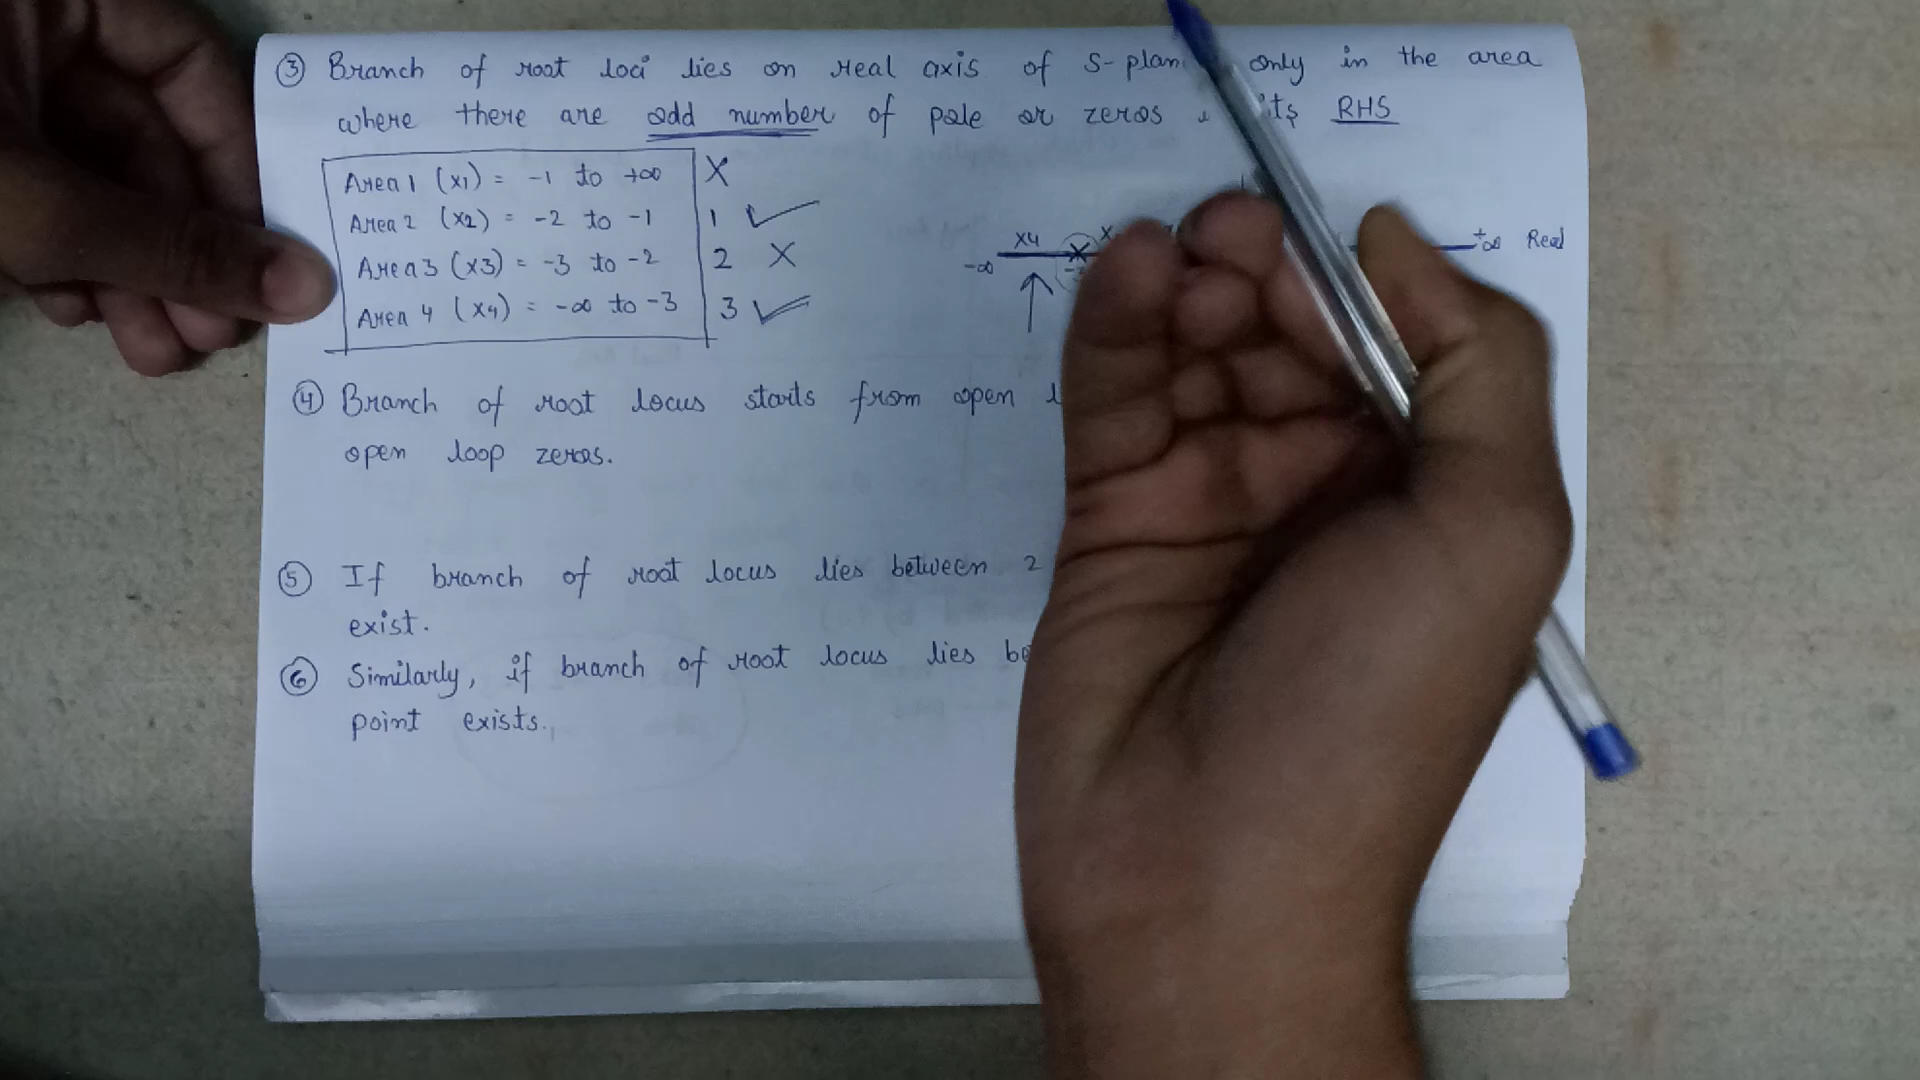 ③ Branch of root loci lies on real axis of S-plan only in the area
where there are odd number of pole or zeros its RHS
Area 1 (x1) = -1 to +∞ X
Area 2 (x2) = -2 to -1 1 ✓
Area 3 (x3) = -3 to -2 2 X
Area 4 (x4) = -∞ to -3 3 ✓
x4 x +∞ Real
-∞
④ Branch of root locus starts from open
open loop zeros.
⑤ If branch of root locus lies between 2
exist.
⑥ Similarly, if branch of root locus lies
point exists.